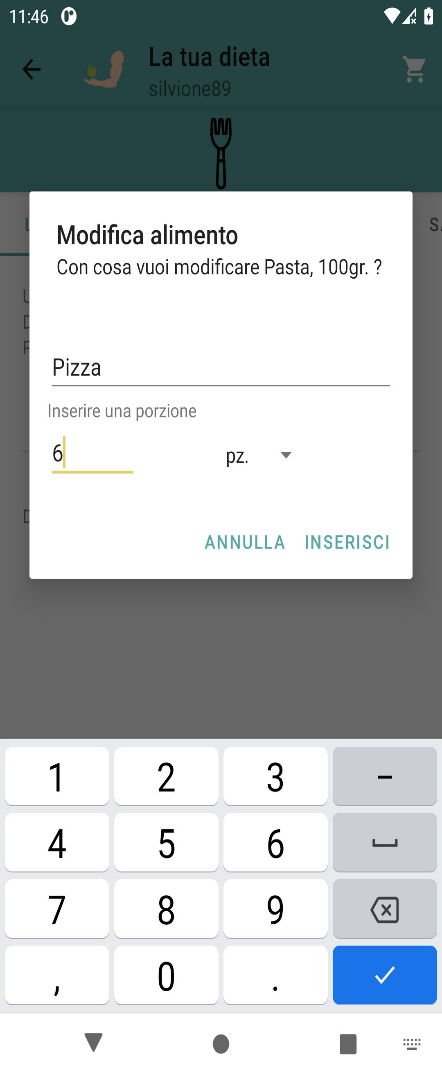 11:46
La tua dieta
silvione89
L
S.
Modifica alimento
Con cosa vuoi modificare Pasta, 100gr. ?
U
D
F
Pizza
Inserire una porzione
6
pz.
D
ANNULLA INSERISCI
1 2 3 -
4 5 6
7 8 9
, 0 .